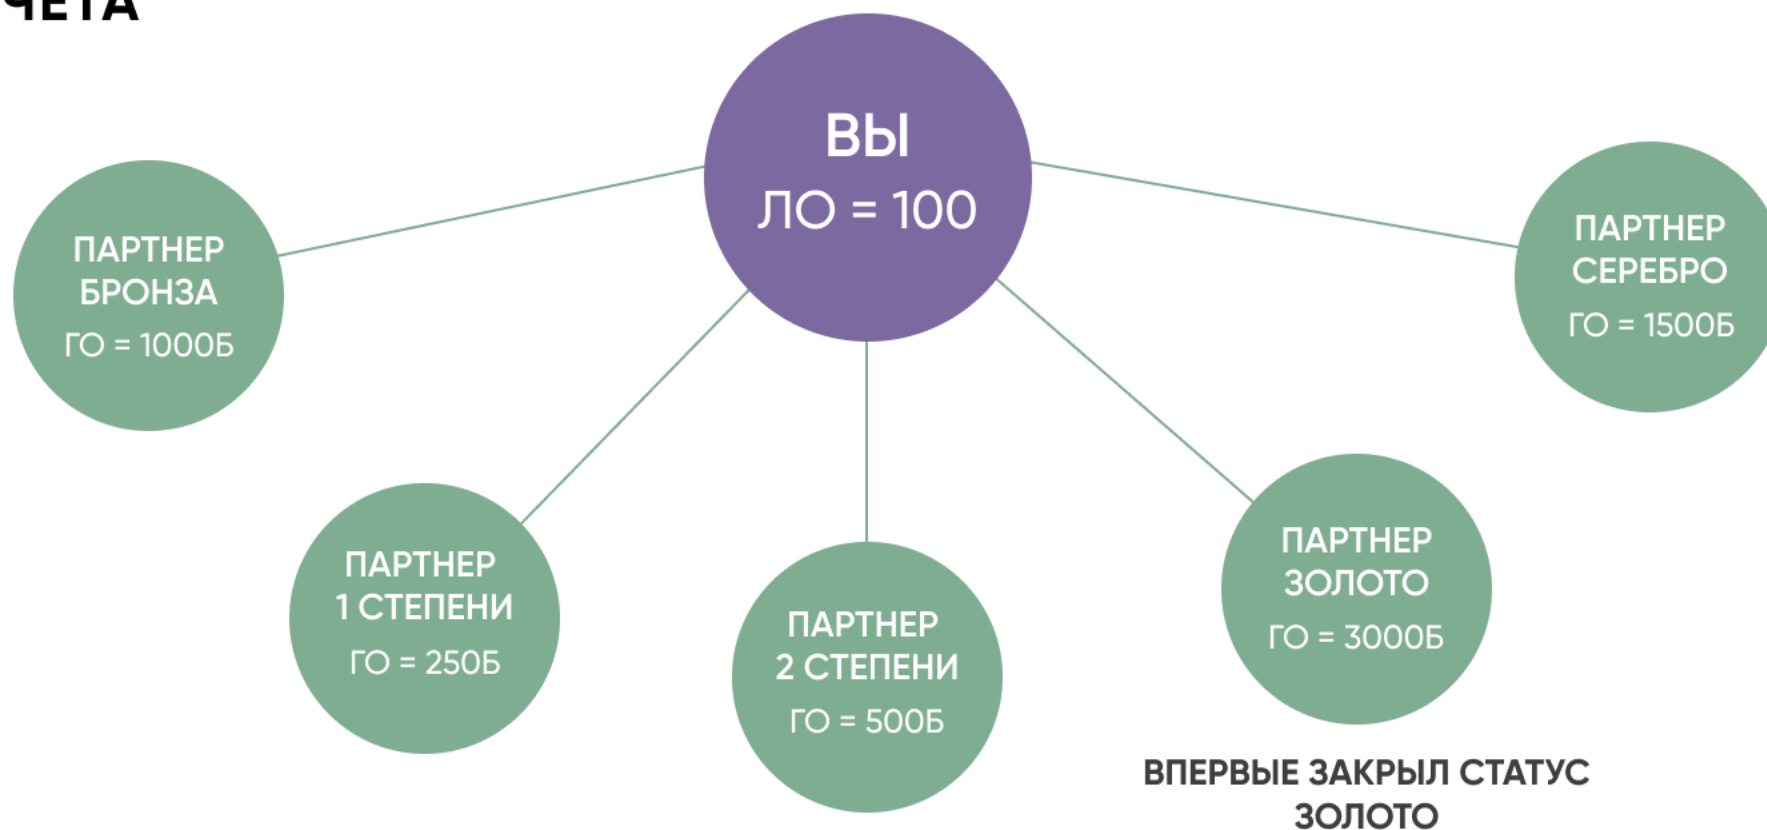 ЧЕТА
ВЫ
ЛО = 100
ПАРТНЕР
БРОНЗА
ГО = 1000Б
ПАРТНЕР
СЕРЕБРО
ГО = 1500Б
ПАРТНЕР
1 СТЕПЕНИ
ГО = 250Б
ПАРТНЕР
2 СТЕПЕНИ
ГО = 500Б
ПАРТНЕР
ЗОЛОТО
ГО = 3000Б
ВПЕРВЫЕ ЗАКРЫЛ СТАТУС
ЗОЛОТО